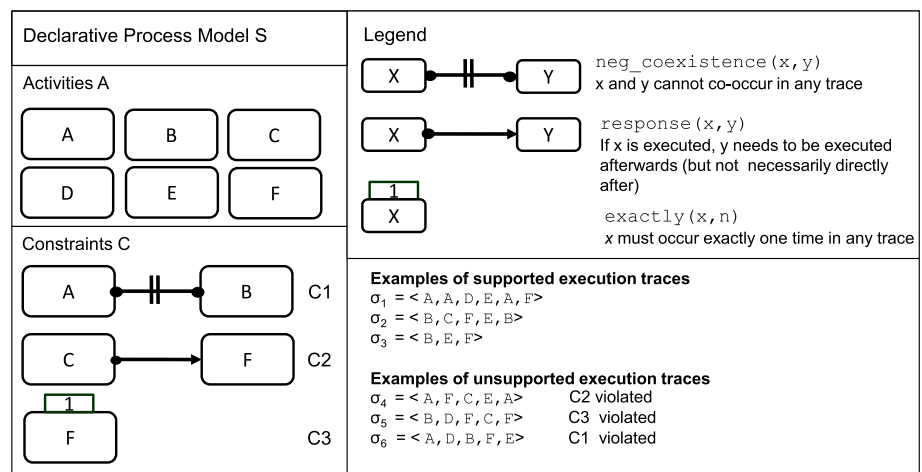 Declarative Process Model S
Activities A
A B C
D E F
Constraints C
A B C1
C F C2
1
F C3
Legend
X Y neg_coexistence(x,y)
x and y cannot co-occur in any trace
X Y response(x,y)
If x is executed, y needs to be executed
afterwards (but not necessarily directly
after)
1
X exactly(x,n)
x must occur exactly one time in any trace
Examples of supported execution traces
σ1 = < A,A,D,E,A,F>
σ2 = < B,C,F,E,B>
σ3 = < B,E,F>
Examples of unsupported execution traces
σ4 = < A,F,C,E,A> C2 violated
σ5 = < B,D,F,C,F> C3 violated
σ6 = < A,D,B,F,E> C1 violated